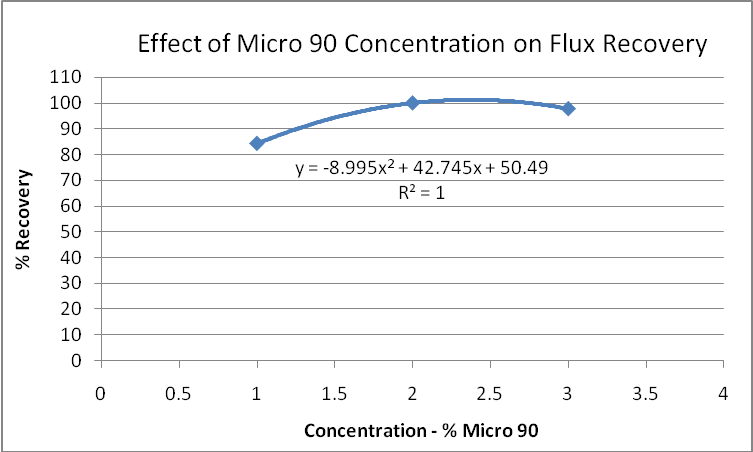 Effect of Micro 90 Concentration on Flux Recovery
110
100
90
80
70
60
50
40
30
20
10
0
% Recovery
y = -8.995x² + 42.745x + 50.49
R² = 1
0 0.5 1 1.5 2 2.5 3 3.5 4
Concentration - % Micro 90